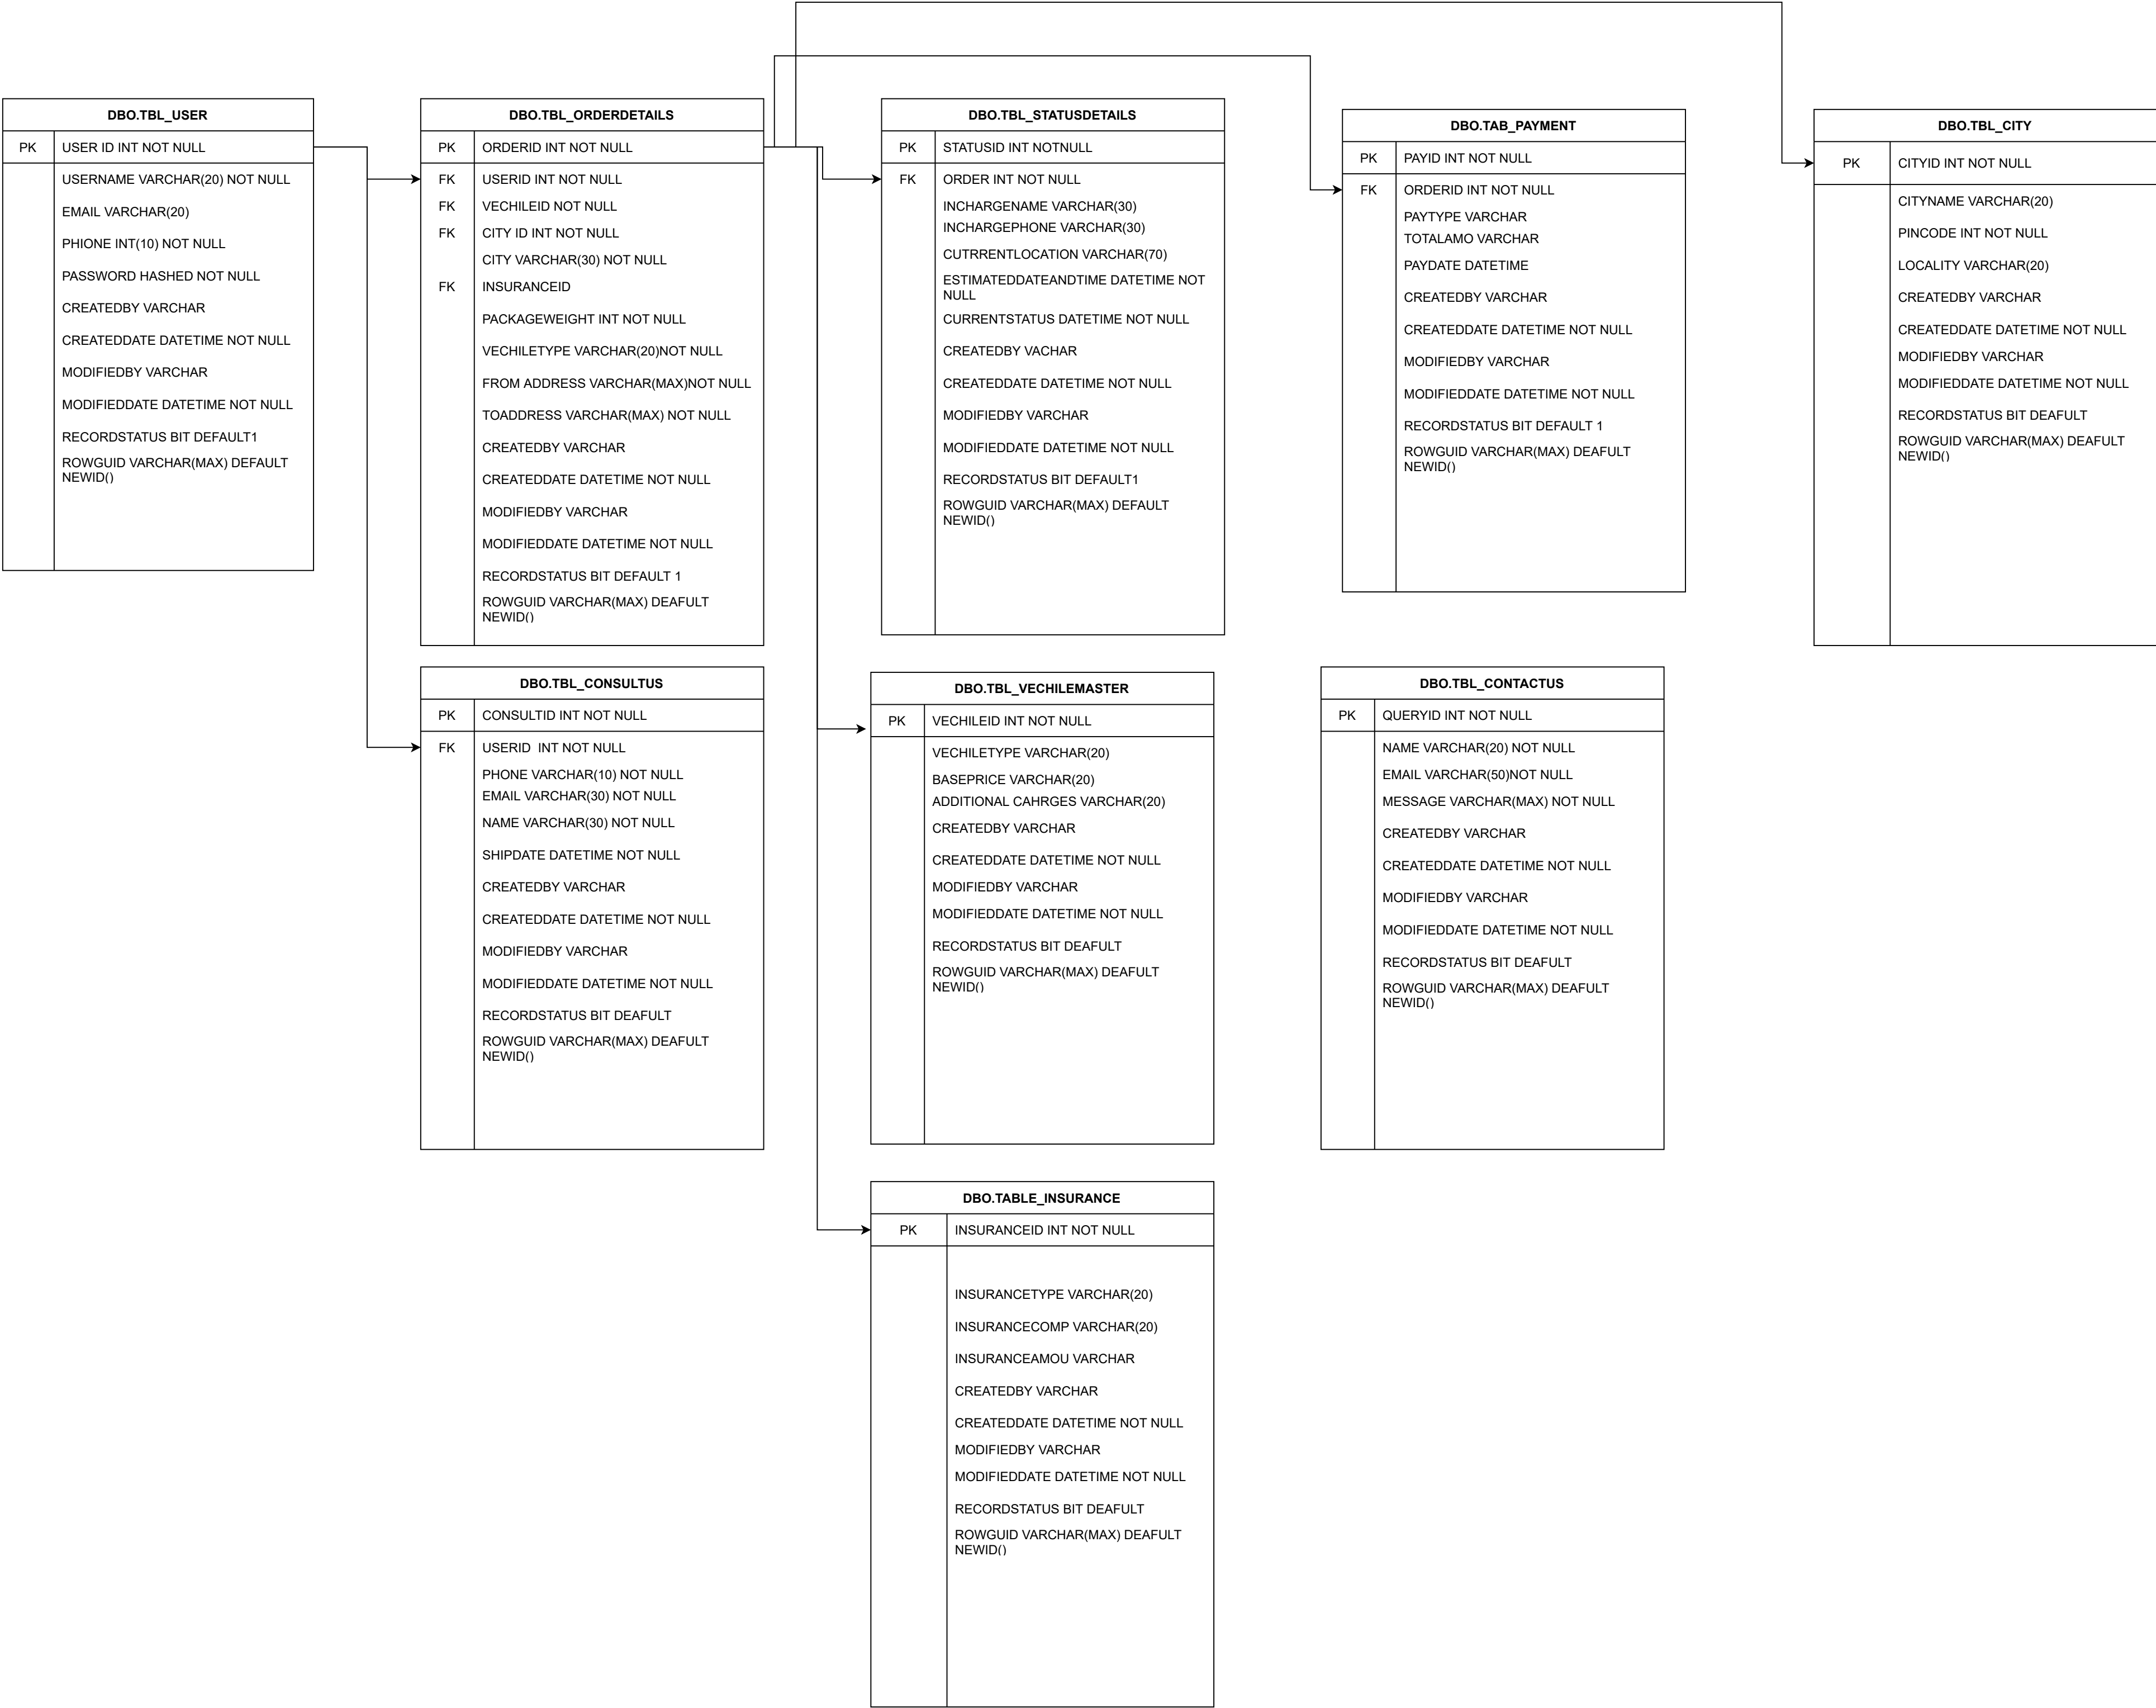 DBO.TBL_USER
PK USER ID INT NOT NULL
USERNAME VARCHAR(20) NOT NULL
EMAIL VARCHAR(20)
PHIONE INT(10) NOT NULL
PASSWORD HASHED NOT NULL
CREATEDBY VARCHAR
CREATEDDATE DATETIME NOT NULL
MODIFIEDBY VARCHAR
MODIFIEDDATE DATETIME NOT NULL
RECORDSTATUS BIT DEFAULT1
ROWGUID VARCHAR(MAX) DEFAULT
NEWID()
DBO.TBL_ORDERDETAILS
PK ORDERID INT NOT NULL
FK USERID INT NOT NULL
FK VECHILEID NOT NULL
FK CITY ID INT NOT NULL
CITY VARCHAR(30) NOT NULL
FK INSURANCEID
PACKAGEWEIGHT INT NOT NULL
VECHILETYPE VARCHAR(20)NOT NULL
FROM ADDRESS VARCHAR(MAX)NOT NULL
TOADDRESS VARCHAR(MAX) NOT NULL
CREATEDBY VARCHAR
CREATEDDATE DATETIME NOT NULL
MODIFIEDBY VARCHAR
MODIFIEDDATE DATETIME NOT NULL
RECORDSTATUS BIT DEFAULT 1
ROWGUID VARCHAR(MAX) DEAFULT
NEWID()
DBO.TBL_STATUSDETAILS
PK STATUSID INT NOTNULL
FK ORDER INT NOT NULL
INCHARGENAME VARCHAR(30)
INCHARGEPHONE VARCHAR(30)
CUTRRENTLOCATION VARCHAR(70)
ESTIMATEDDATEANDTIME DATETIME NOT
NULL
CURRENTSTATUS DATETIME NOT NULL
CREATEDBY VACHAR
CREATEDDATE DATETIME NOT NULL
MODIFIEDBY VARCHAR
MODIFIEDDATE DATETIME NOT NULL
RECORDSTATUS BIT DEFAULT1
ROWGUID VARCHAR(MAX) DEFAULT
NEWID()
DBO.TAB_PAYMENT
PK PAYID INT NOT NULL
FK ORDERID INT NOT NULL
PAYTYPE VARCHAR
TOTALAMO VARCHAR
PAYDATE DATETIME
CREATEDBY VARCHAR
CREATEDDATE DATETIME NOT NULL
MODIFIEDBY VARCHAR
MODIFIEDDATE DATETIME NOT NULL
RECORDSTATUS BIT DEFAULT 1
ROWGUID VARCHAR(MAX) DEAFULT
NEWID()
DBO.TBL_CITY
PK CITYID INT NOT NULL
CITYNAME VARCHAR(20)
PINCODE INT NOT NULL
LOCALITY VARCHAR(20)
CREATEDBY VARCHAR
CREATEDDATE DATETIME NOT NULL
MODIFIEDBY VARCHAR
MODIFIEDDATE DATETIME NOT NULL
RECORDSTATUS BIT DEAFULT
ROWGUID VARCHAR(MAX) DEAFULT
NEWID()
DBO.TBL_CONSULTUS
PK CONSULTID INT NOT NULL
FK USERID INT NOT NULL
PHONE VARCHAR(10) NOT NULL
EMAIL VARCHAR(30) NOT NULL
NAME VARCHAR(30) NOT NULL
SHIPDATE DATETIME NOT NULL
CREATEDBY VARCHAR
CREATEDDATE DATETIME NOT NULL
MODIFIEDBY VARCHAR
MODIFIEDDATE DATETIME NOT NULL
RECORDSTATUS BIT DEAFULT
ROWGUID VARCHAR(MAX) DEAFULT
NEWID()
DBO.TBL_VECHILEMASTER
PK VECHILEID INT NOT NULL
VECHILETYPE VARCHAR(20)
BASEPRICE VARCHAR(20)
ADDITIONAL CAHRGES VARCHAR(20)
CREATEDBY VARCHAR
CREATEDDATE DATETIME NOT NULL
MODIFIEDBY VARCHAR
MODIFIEDDATE DATETIME NOT NULL
RECORDSTATUS BIT DEAFULT
ROWGUID VARCHAR(MAX) DEAFULT
NEWID()
DBO.TBL_CONTACTUS
PK QUERYID INT NOT NULL
NAME VARCHAR(20) NOT NULL
EMAIL VARCHAR(50)NOT NULL
MESSAGE VARCHAR(MAX) NOT NULL
CREATEDBY VARCHAR
CREATEDDATE DATETIME NOT NULL
MODIFIEDBY VARCHAR
MODIFIEDDATE DATETIME NOT NULL
RECORDSTATUS BIT DEAFULT
ROWGUID VARCHAR(MAX) DEAFULT
NEWID()
DBO.TABLE_INSURANCE
PK INSURANCEID INT NOT NULL
INSURANCETYPE VARCHAR(20)
INSURANCECOMP VARCHAR(20)
INSURANCEAMOU VARCHAR
CREATEDBY VARCHAR
CREATEDDATE DATETIME NOT NULL
MODIFIEDBY VARCHAR
MODIFIEDDATE DATETIME NOT NULL
RECORDSTATUS BIT DEAFULT
ROWGUID VARCHAR(MAX) DEAFULT
NEWID()